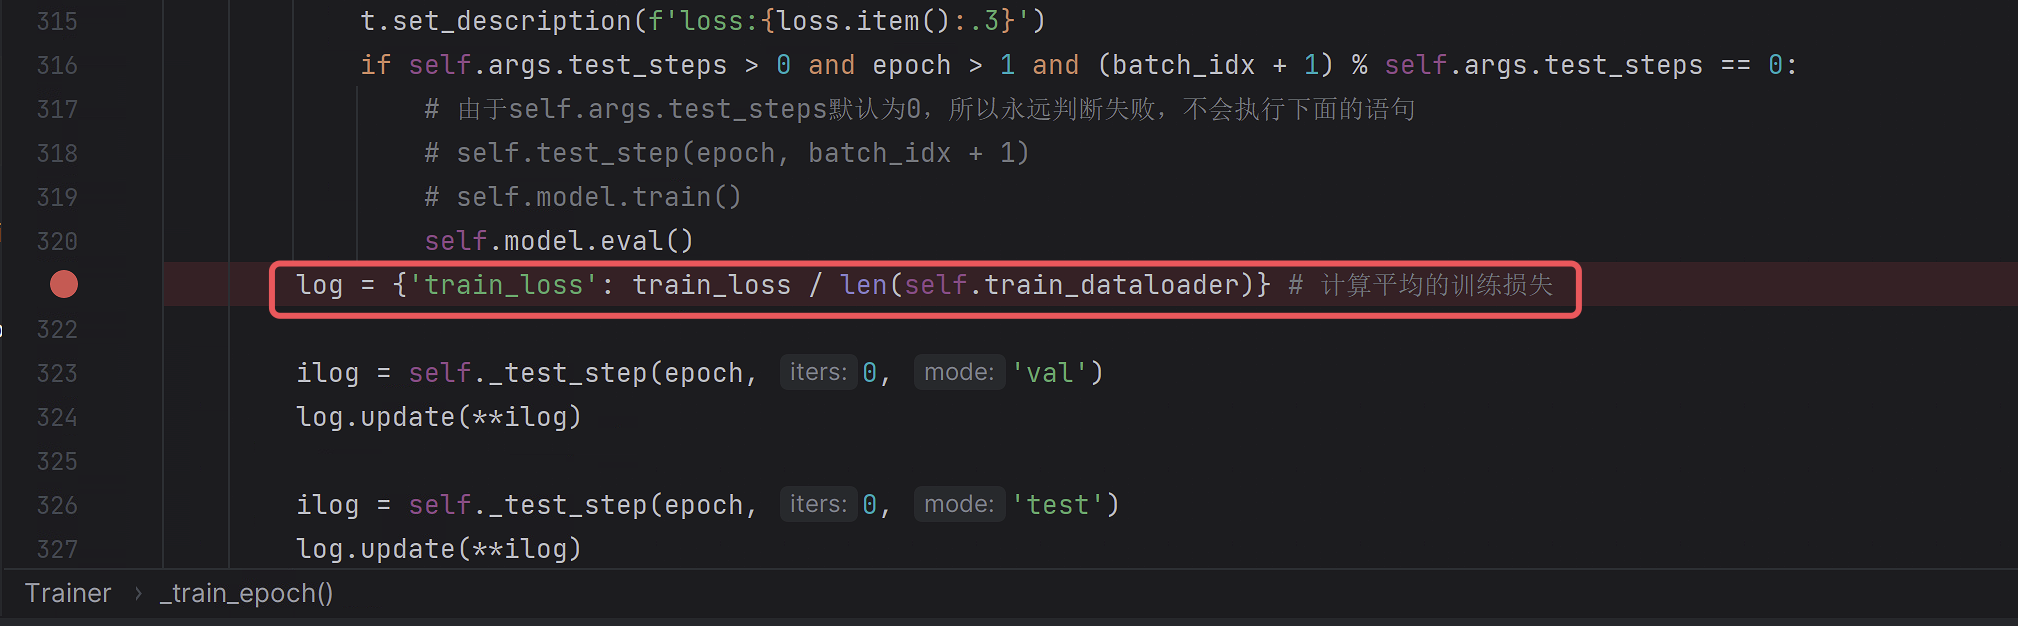 315 t.set_description(f'loss:{loss.item():.3}')
316 if self.args.test_steps > 0 and epoch > 1 and (batch_idx + 1) % self.args.test_steps == 0:
317 # 由于self.args.test_steps默认为0，所以永远判断失败，不会执行下面的语句
318 # self.test_step(epoch, batch_idx + 1)
319 # self.model.train()
320 self.model.eval()
log = {'train_loss': train_loss / len(self.train_dataloader)} # 计算平均的训练损失
322
323 ilog = self._test_step(epoch, iters: 0, mode: 'val')
324 log.update(**ilog)
325
326 ilog = self._test_step(epoch, iters: 0, mode: 'test')
327 log.update(**ilog)
Trainer › _train_epoch()